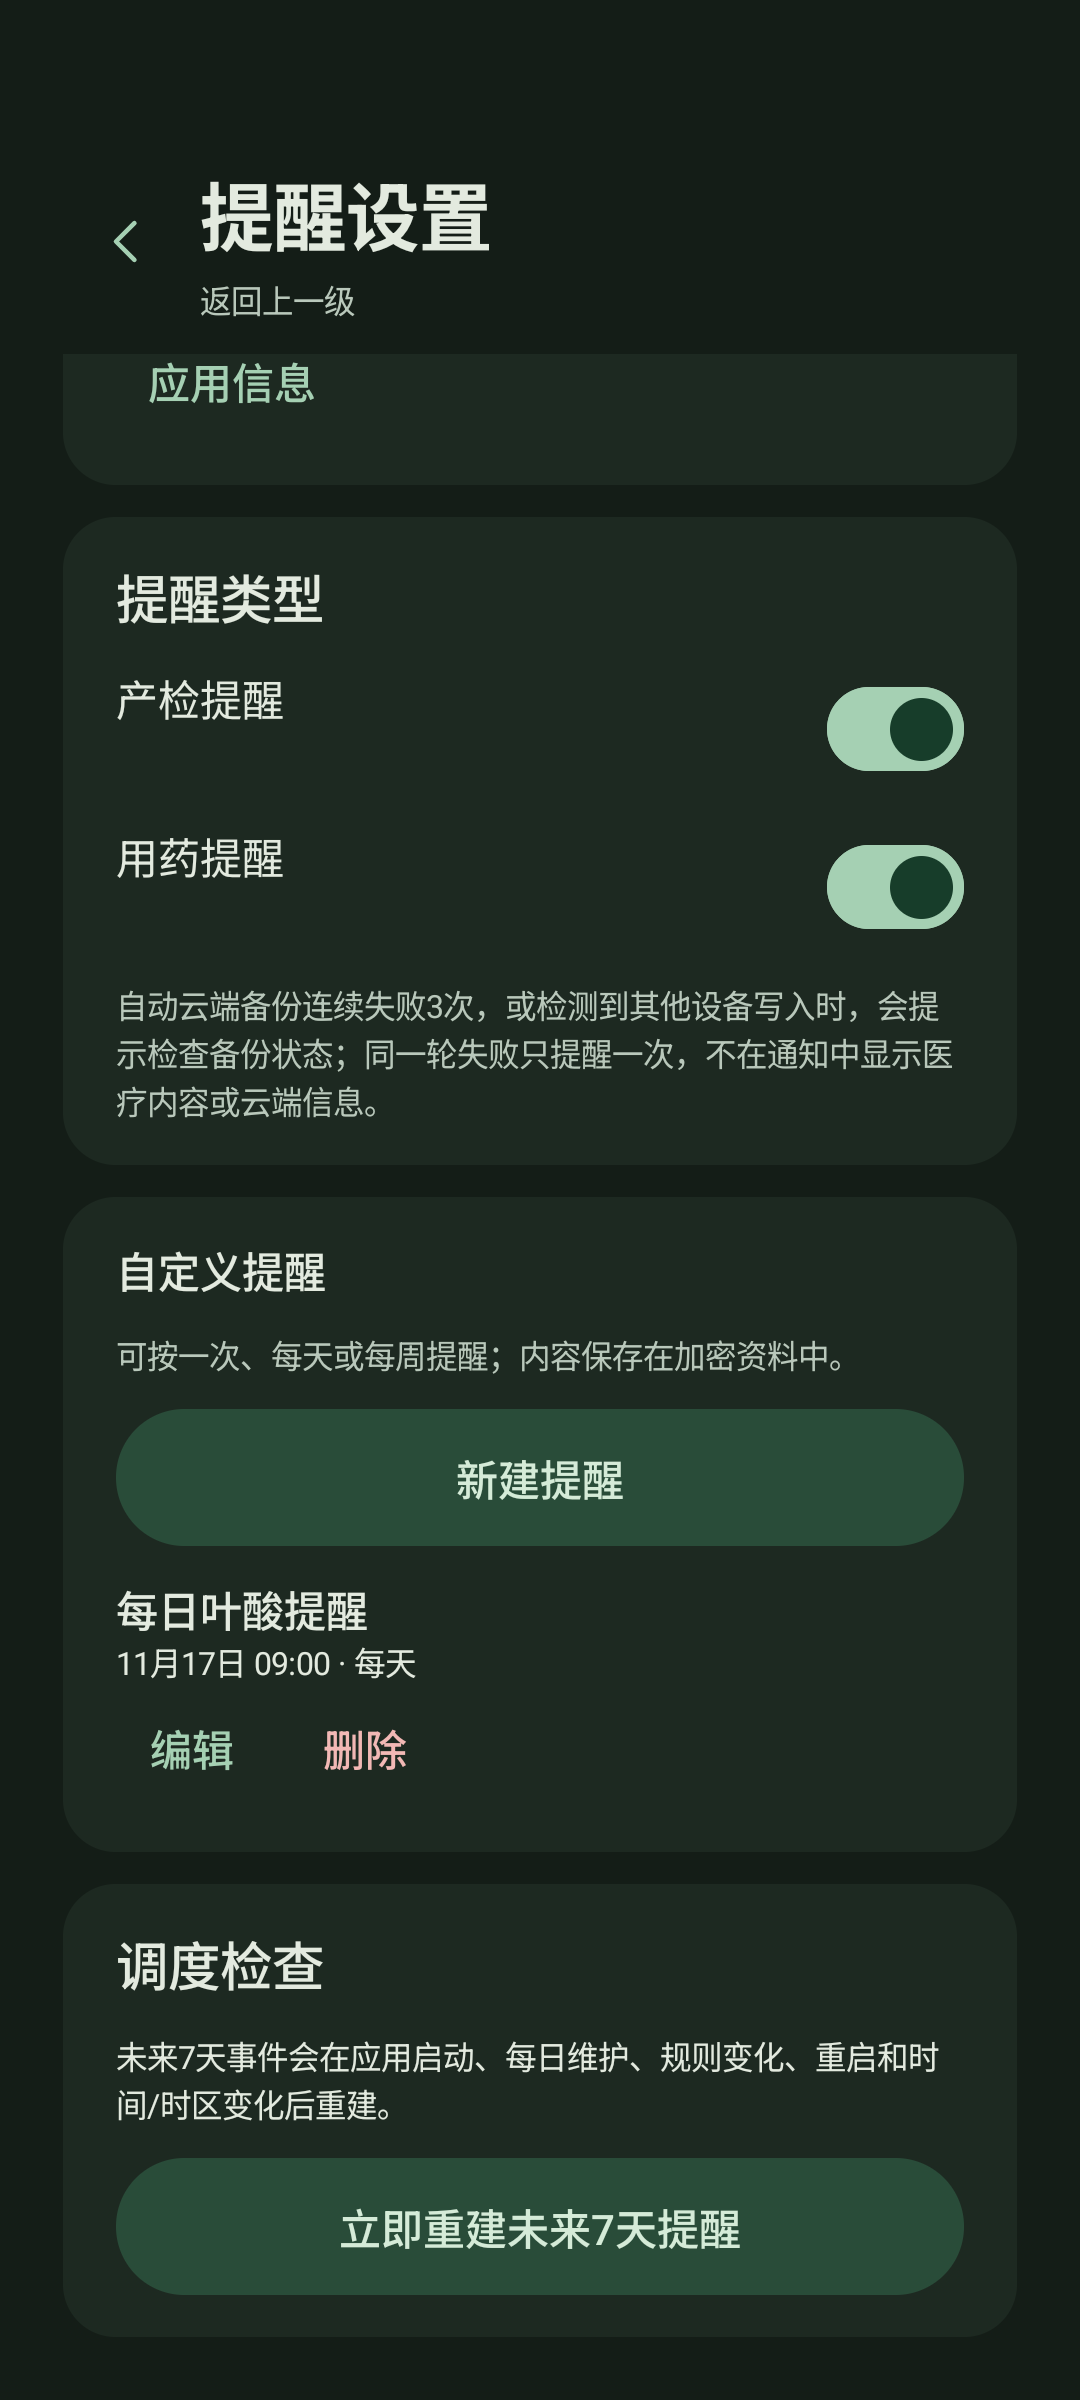 提醒设置
返回上一级
应用信息
提醒类型
产检提醒
用药提醒
自动云端备份连续失败3次，或检测到其他设备写入时，会提
示检查备份状态；同一轮失败只提醒一次，不在通知中显示医
疗内容或云端信息。
自定义提醒
可按一次、每天或每周提醒；内容保存在加密资料中。
新建提醒
每日叶酸提醒
11月17日 09:00 · 每天
编辑
删除
调度检查
未来7天事件会在应用启动、每日维护、规则变化、重启和时
间/时区变化后重建。
立即重建未来7天提醒